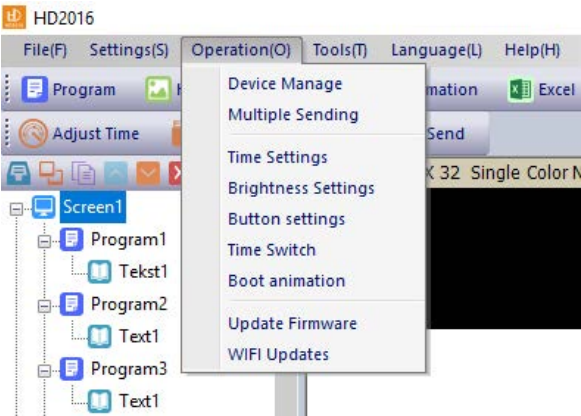 HD2016
File(F) Settings(S) Operation(O) Tools(T) Language(L) Help(H)
Program mation Excel
Adjust Time Send
Device Manage
Multiple Sending
Time Settings
Brightness Settings
Button settings
Time Switch
Boot animation
Update Firmware
WIFI Updates
X 32 Single Color N
Screen1
Program1
Tekst1
Program2
Text1
Program3
Text1